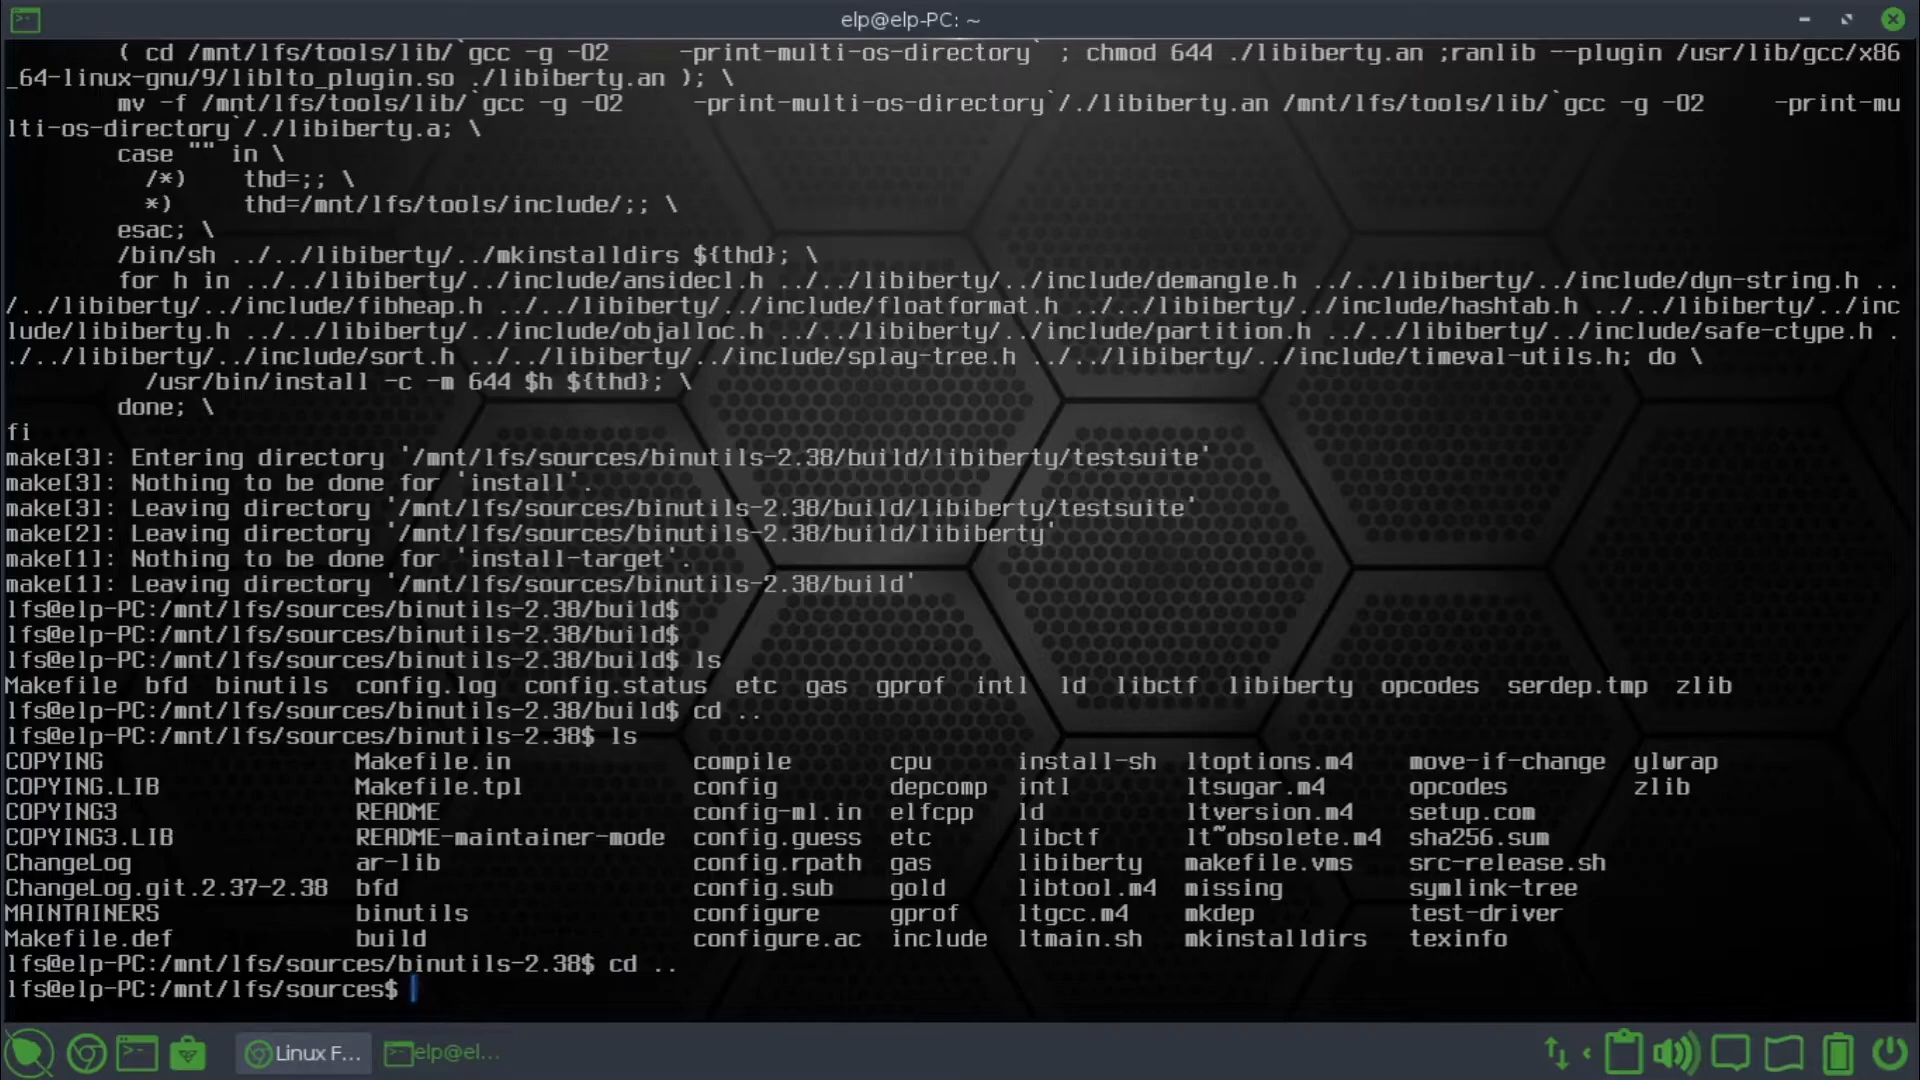 elp@elp-PC: ~
( cd /mnt/lfs/tools/lib/`gcc -g -O2     -print-multi-os-directory` ; chmod 644 ./libiberty.an ;ranlib --plugin /usr/lib/gcc/x86
_64-linux-gnu/9/liblto_plugin.so ./libiberty.an ); \
mv -f /mnt/lfs/tools/lib/`gcc -g -O2     -print-multi-os-directory`/./libiberty.an /mnt/lfs/tools/lib/`gcc -g -O2     -print-mu
lti-os-directory`/./libiberty.a; \
case "" in \
/*)    thd=;; \
*)     thd=/mnt/lfs/tools/include/;; \
esac; \
/bin/sh ../../libiberty/../mkinstalldirs ${thd}; \
for h in ../../libiberty/../include/ansidecl.h ../../libiberty/../include/demangle.h ../../libiberty/../include/dyn-string.h ..
/../libiberty/../include/fibheap.h ../../libiberty/../include/floatformat.h ../../libiberty/../include/hashtab.h ../../libiberty/../inc
lude/libiberty.h ../../libiberty/../include/objalloc.h ../../libiberty/../include/partition.h ../../libiberty/../include/safe-ctype.h .
./../libiberty/../include/sort.h ../../libiberty/../include/splay-tree.h ../../libiberty/../include/timeval-utils.h; do \
/usr/bin/install -c -m 644 $h ${thd}; \
done; \
fi
make[3]: Entering directory '/mnt/lfs/sources/binutils-2.38/build/libiberty/testsuite'
make[3]: Nothing to be done for 'install'.
make[3]: Leaving directory '/mnt/lfs/sources/binutils-2.38/build/libiberty/testsuite'
make[2]: Leaving directory '/mnt/lfs/sources/binutils-2.38/build/libiberty'
make[1]: Nothing to be done for 'install-target'.
make[1]: Leaving directory '/mnt/lfs/sources/binutils-2.38/build'
lfs@elp-PC:/mnt/lfs/sources/binutils-2.38/build$
lfs@elp-PC:/mnt/lfs/sources/binutils-2.38/build$
lfs@elp-PC:/mnt/lfs/sources/binutils-2.38/build$ ls
Makefile  bfd  binutils  config.log  config.status  etc  gas  gprof  intl  ld  libctf  libiberty  opcodes  serdep.tmp  zlib
lfs@elp-PC:/mnt/lfs/sources/binutils-2.38/build$ cd ..
lfs@elp-PC:/mnt/lfs/sources/binutils-2.38$ ls
COPYING  Makefile.in  compile  cpu  install-sh  ltoptions.m4  move-if-change  ylwrap
COPYING.LIB  Makefile.tpl  config  depcomp  intl  ltsugar.m4  opcodes  zlib
COPYING3  README  config-ml.in  elfcpp  ld  ltversion.m4  setup.com
COPYING3.LIB  README-maintainer-mode  config.guess  etc  libctf  lt~obsolete.m4  sha256.sum
ChangeLog  ar-lib  config.rpath  gas  libiberty  makefile.vms  src-release.sh
ChangeLog.git.2.37-2.38  bfd  config.sub  gold  libtool.m4  missing  symlink-tree
MAINTAINERS  binutils  configure  gprof  ltgcc.m4  mkdep  test-driver
Makefile.def  build  configure.ac  include  ltmain.sh  mkinstalldirs  texinfo
lfs@elp-PC:/mnt/lfs/sources/binutils-2.38$ cd ..
lfs@elp-PC:/mnt/lfs/sources$
Linux F...  elp@el...